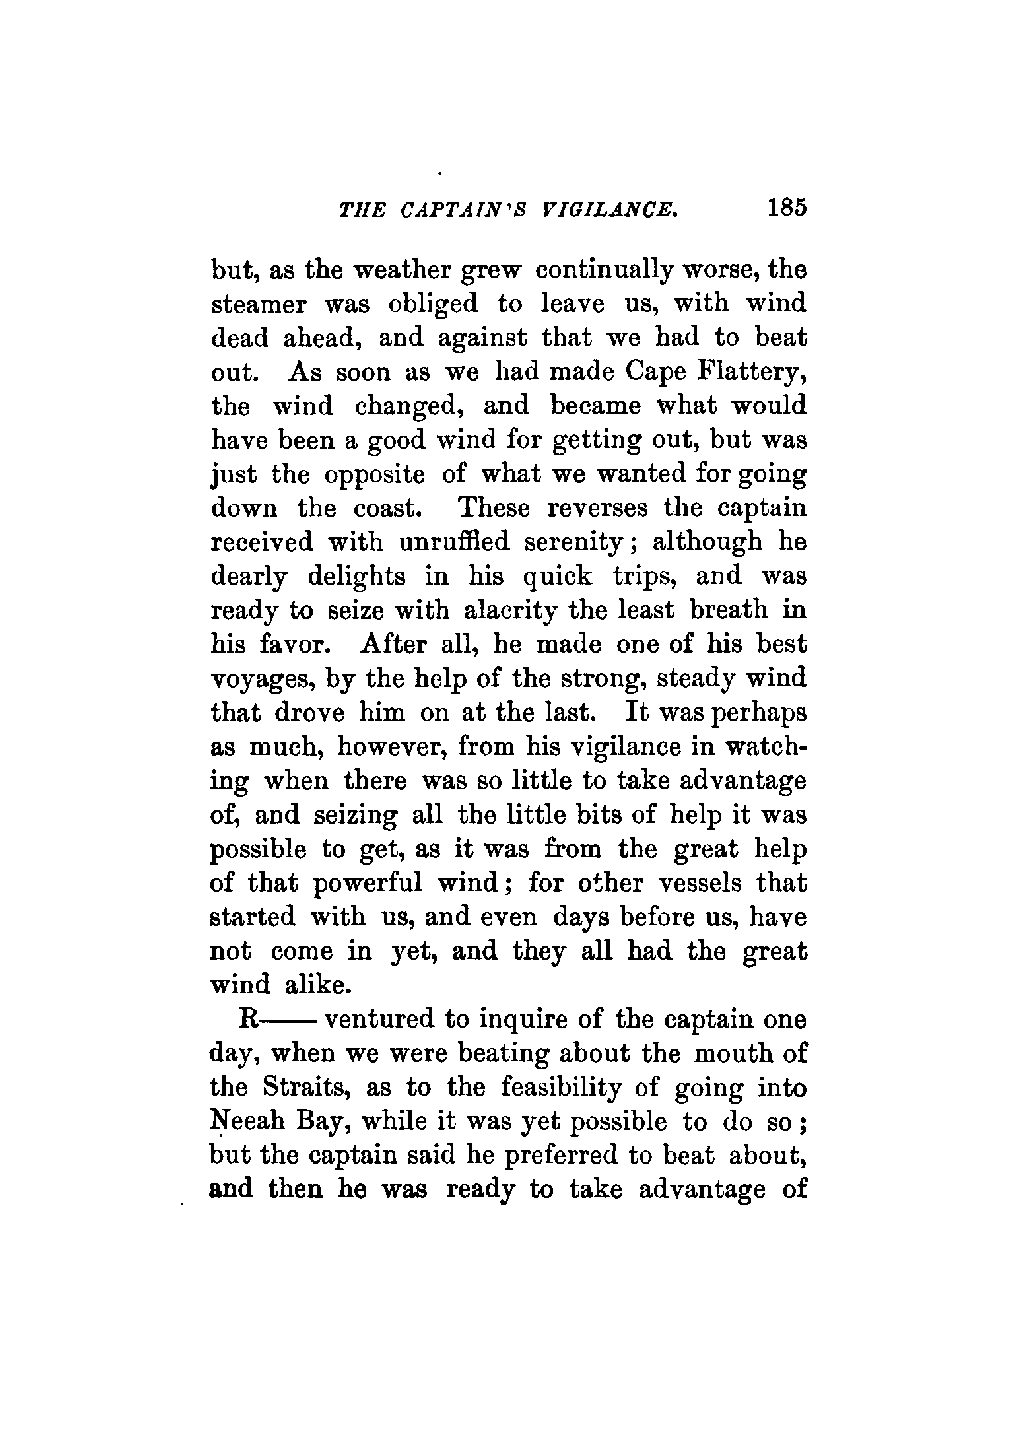 THE CAPTAIN'S VIGILANCE. 185
but, as the weather grew continually worse, the
steamer was obliged to leave us, with wind
dead ahead, and against that we had to beat
out. As soon as we had made Cape Flattery,
the wind changed, and became what would
have been a good wind for getting out, but was
just the opposite of what we wanted for going
down the coast. These reverses the captain
received with unruffled serenity; although he
dearly delights in his quick trips, and was
ready to seize with alacrity the least breath in
his favor. After all, he made one of his best
voyages, by the help of the strong, steady wind
that drove him on at the last. It was perhaps
as much, however, from his vigilance in watch-
ing when there was so little to take advantage
of, and seizing all the little bits of help it was
possible to get, as it was from the great help
of that powerful wind; for other vessels that
started with us, and even days before us, have
not come in yet, and they all had the great
wind alike.
R—— ventured to inquire of the captain one
day, when we were beating about the mouth of
the Straits, as to the feasibility of going into
Neeah Bay, while it was yet possible to do so;
but the captain said he preferred to beat about,
and then he was ready to take advantage of